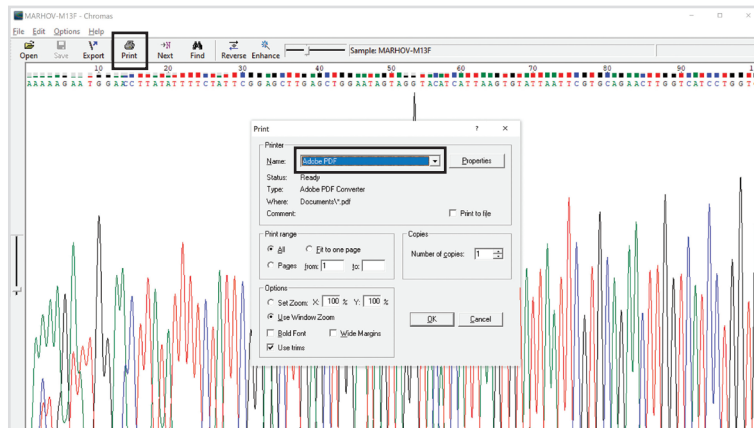 MARHOV-M13F - Chromas
File Edit Options Help
Open Save Export Print Next Find Reverse Enhance Sample: MARHOV-M13F
10 20 30 40 50 60 70 80 90
AAAAAGAATGGAACCTTATATTTTCTATTCGGAGCTTGAGCTGGAATAGTAGGTACATCATTAAGTGTATTAATTCGTGCAGAACTTGGTCATCCTGGT
Print ? ×
Printer
Name: Adobe PDF Properties
Status: Ready
Type: Adobe PDF Converter
Where: Documents\*.pdf
Comment: Print to file
Print range
All Fit to one page
Pages from: 1 to:
Copies
Number of copies: 1
Options
Set Zoom: X: 100 % Y: 100 %
Use Window Zoom
Bold Font Wide Margins
Use trims
OK Cancel